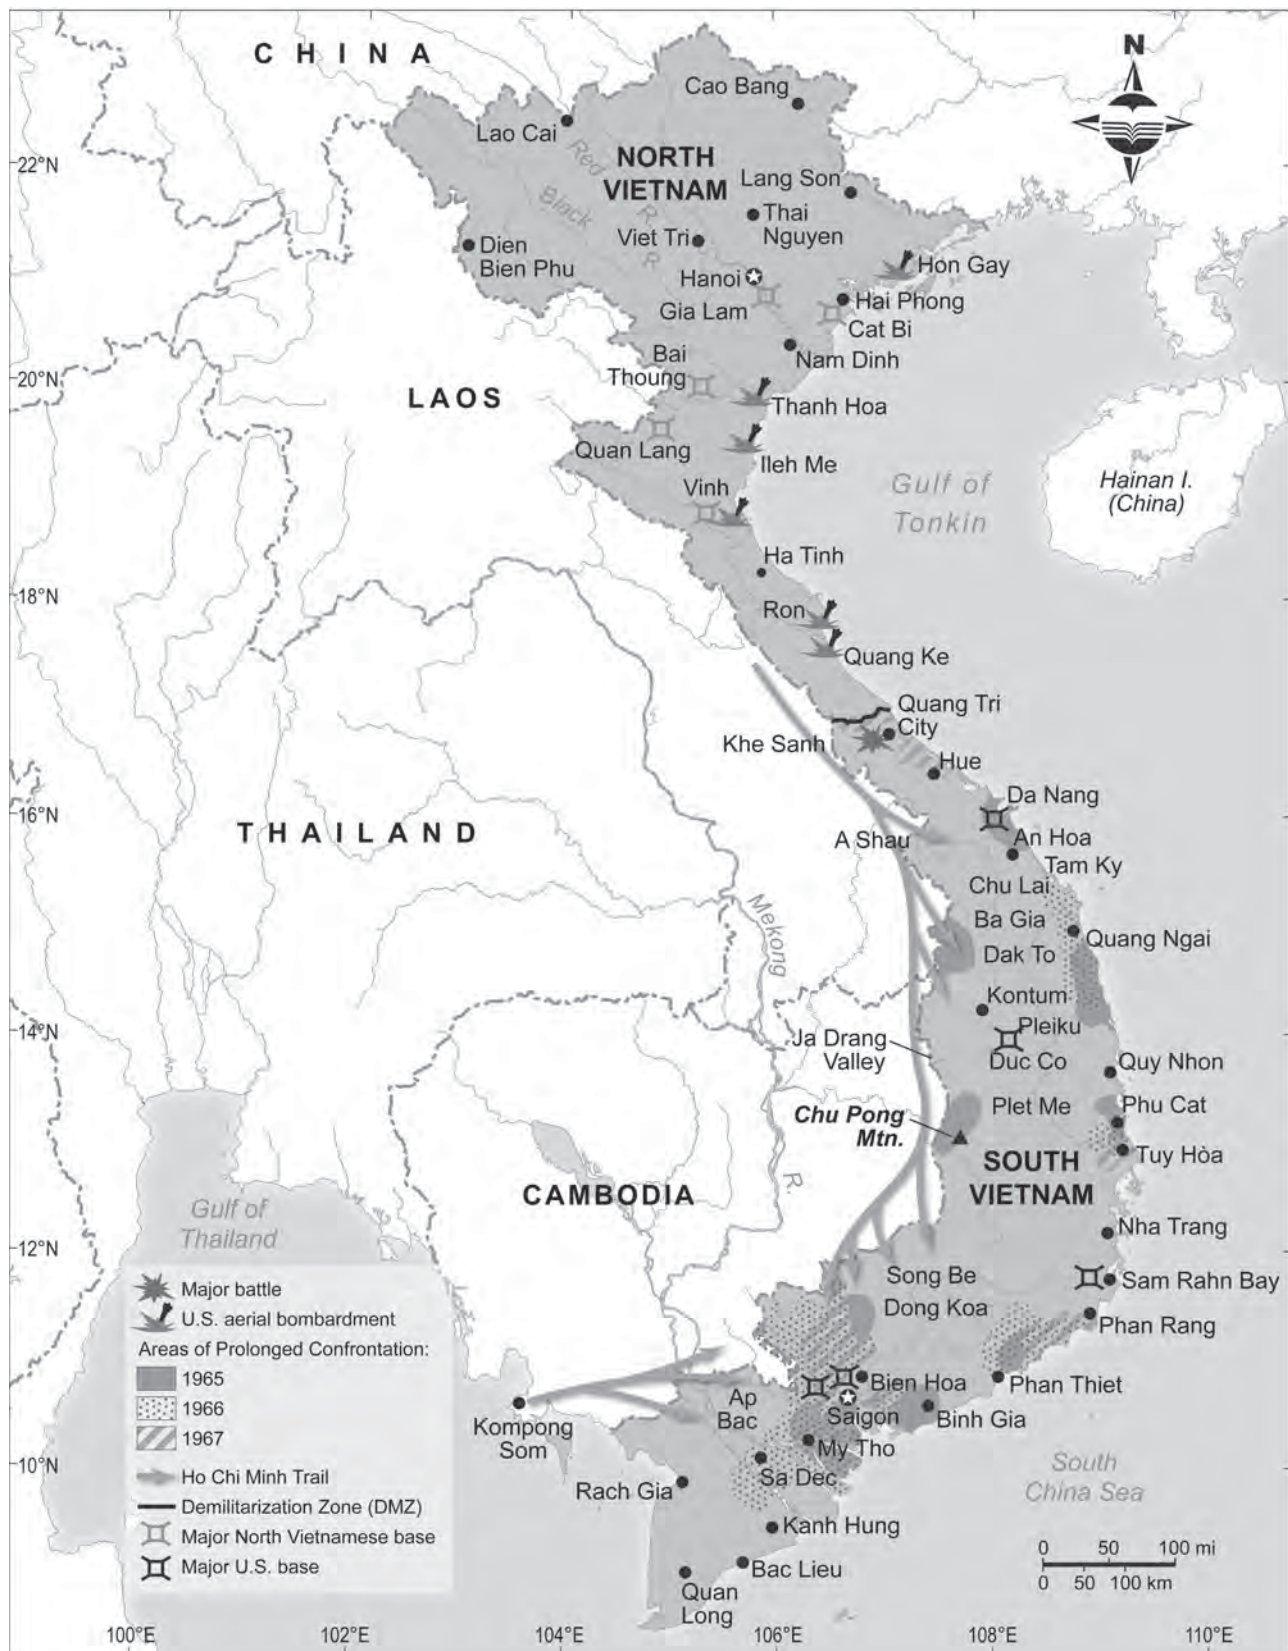 N
CHINA
Cao Bang
Lao Cai
Red
R.
NORTH
VIETNAM
Lang Son
Black
R.
Thai
Nguyen
Viet Tri
Dien
Bien Phu
Hanoi
Hon Gay
Gia Lam
Hai Phong
Cat Bi
Nam Dinh
Bai
Thoung
LAOS
Thanh Hoa
Quan Lang
Ileh Me
Vinh
Gulf of
Tonkin
Hainan I.
(China)
Ha Tinh
Ron
Quang Ke
Quang Tri
City
Khe Sanh
Hue
Da Nang
THAILAND
A Shau
An Hoa
Tam Ky
Chu Lai
Mekong
R.
Ba Gia
Quang Ngai
Dak To
Kontum
Pleiku
Ja Drang
Valley
Duc Co
Quy Nhon
Plet Me
Phu Cat
Chu Pong
Mtn.
Tuy Hòa
SOUTH
VIETNAM
CAMBODIA
Gulf of
Thailand
Nha Trang
Song Be
Sam Rahn Bay
Dong Koa
Phan Rang
Bien Hoa
Phan Thiet
Ap
Bac
Saigon
Binh Gia
Kompong
Som
My Tho
Sa Dec
Rach Gia
South
China Sea
Kanh Hung
Bac Lieu
Quan
Long
Major battle
U.S. aerial bombardment
Areas of Prolonged Confrontation:
1965
1966
1967
Ho Chi Minh Trail
Demilitarization Zone (DMZ)
Major North Vietnamese base
Major U.S. base
0 50 100 mi
0 50 100 km
22°N
20°N
18°N
16°N
14°N
12°N
10°N
100°E
102°E
104°E
106°E
108°E
110°E